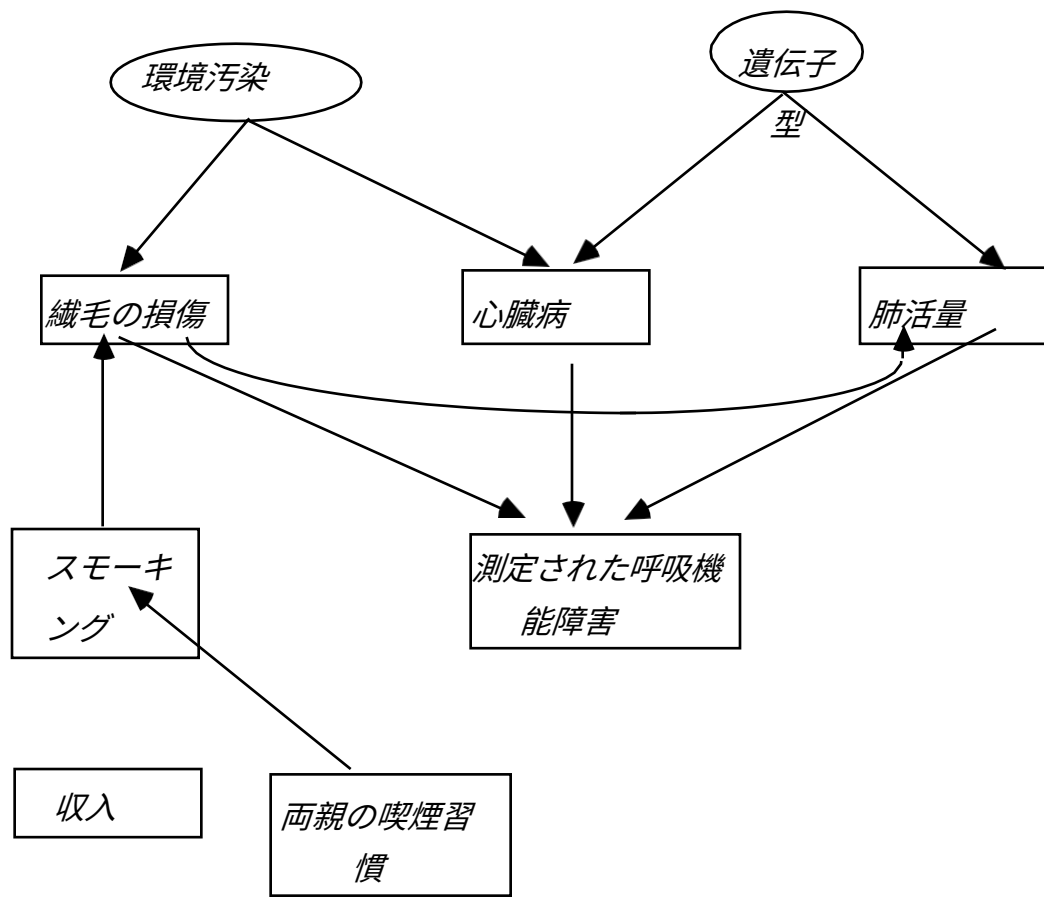 環境汚染
遺伝子
型
繊毛の損傷
心臓病
肺活量
スモーキ
ング
測定された呼吸機
能障害
収入
両親の喫煙習
慣